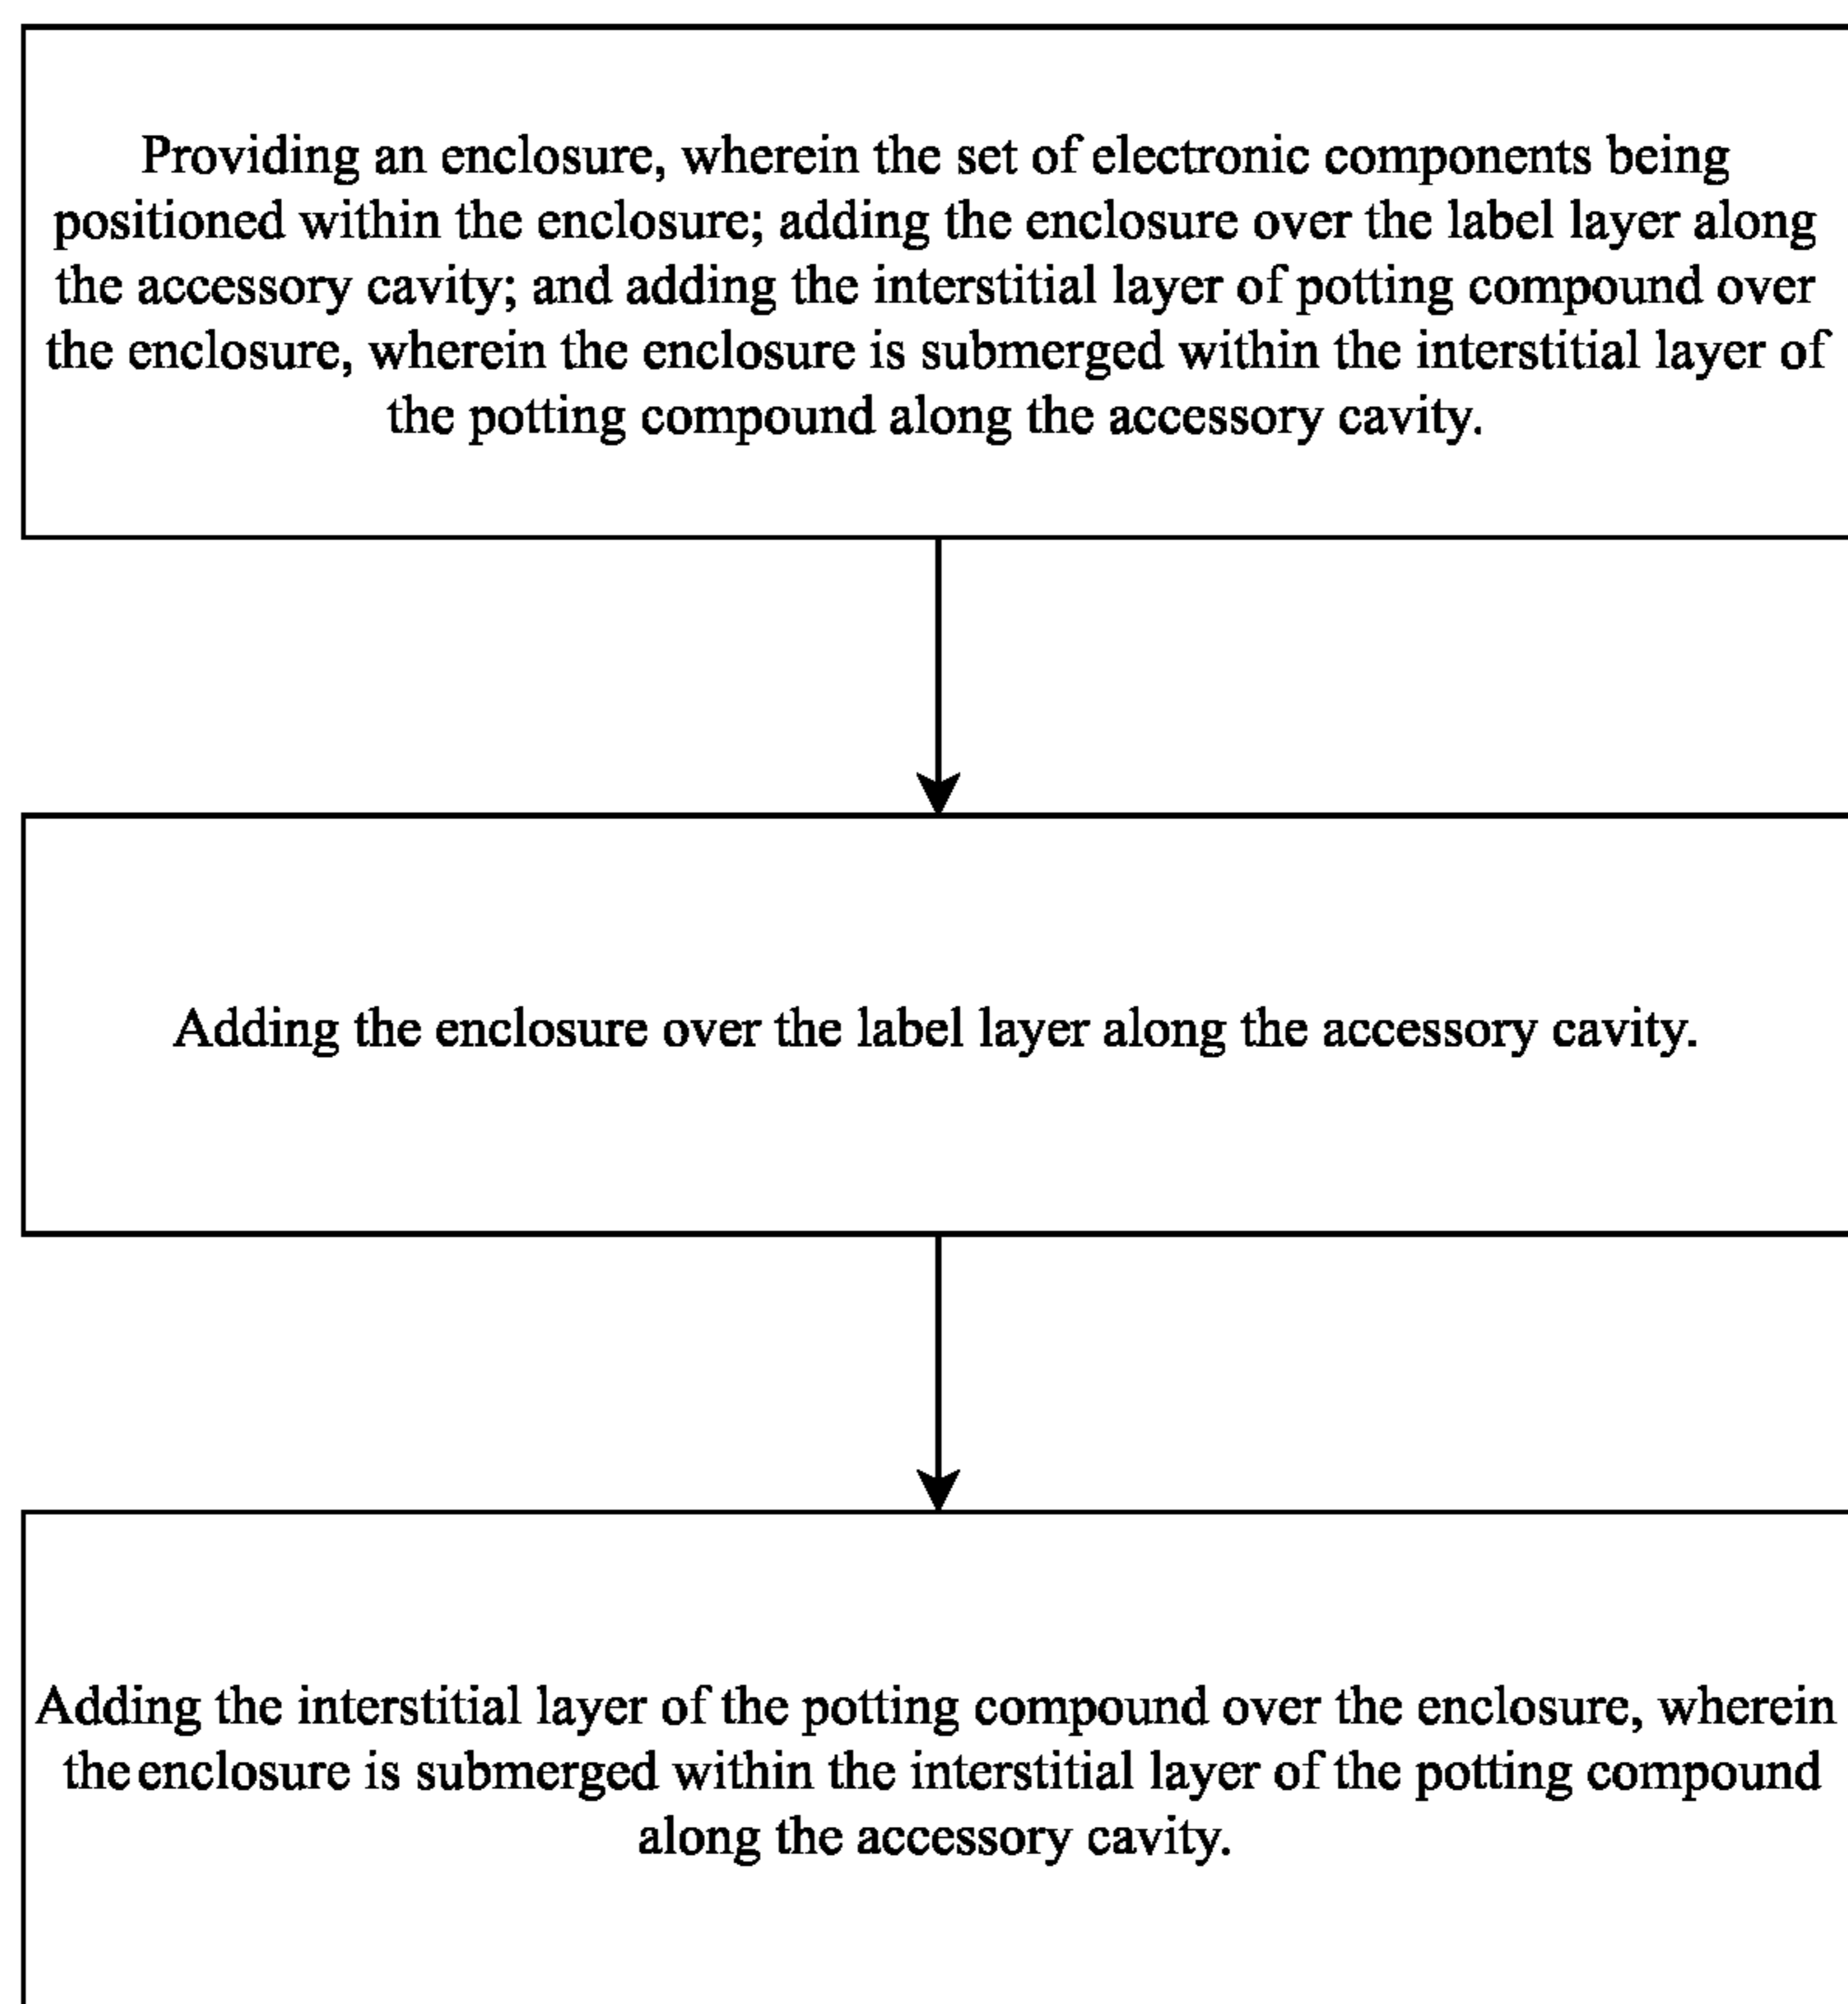 Providing an enclosure, wherein the set of electronic components being
positioned within the enclosure; adding the enclosure over the label layer along
the accessory cavity; and adding the interstitial layer of potting compound over
the enclosure, wherein the enclosure is submerged within the interstitial layer of
the potting compound along the accessory cavity.
Adding the enclosure over the label layer along the accessory cavity.
Adding the interstitial layer of the potting compound over the enclosure, wherein
the enclosure is submerged within the interstitial layer of the potting compound
along the accessory cavity.